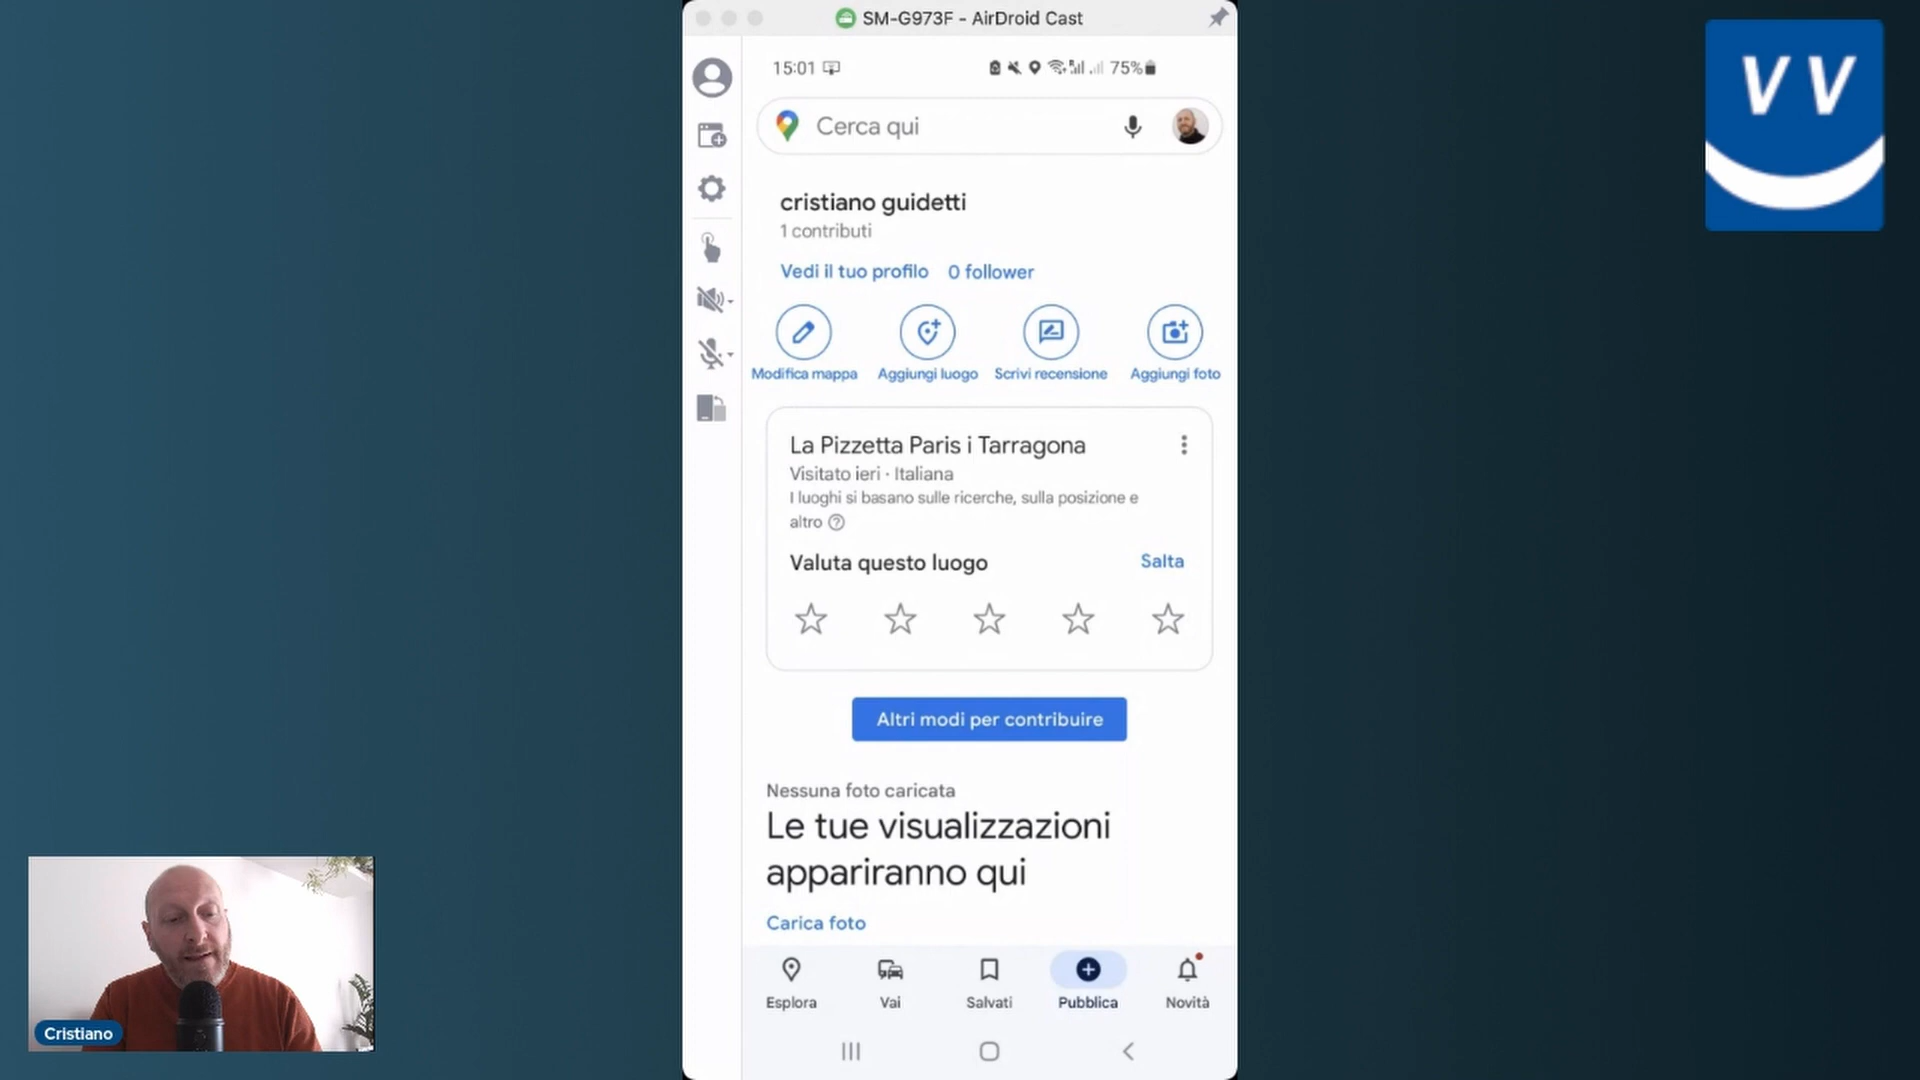 SM-G973F - AirDroid Cast
VV
15:01
75%
Cerca qui
cristiano guidetti
1 contributi
Vedi il tuo profilo
0 follower
Modifica mappa
Aggiungi luogo
Scrivi recensione
Aggiungi foto
La Pizzetta Paris i Tarragona
Visitato ieri · Italiana
I luoghi si basano sulle ricerche, sulla posizione e
altro
Valuta questo luogo
Salta
Altri modi per contribuire
Nessuna foto caricata
Le tue visualizzazioni
appariranno qui
Carica foto
Esplora
Vai
Salvati
Pubblica
Novità
Cristiano